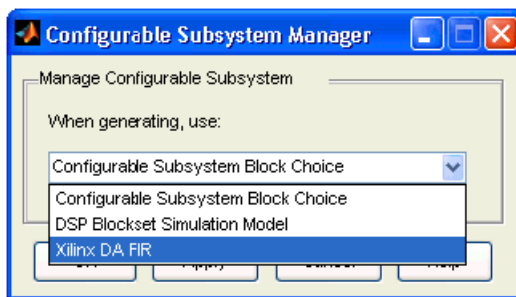 Configurable Subsystem Manager
Manage Configurable Subsystem
When generating, use:
Configurable Subsystem Block Choice
Configurable Subsystem Block Choice
DSP Blockset Simulation Model
Xilinx DA FIR